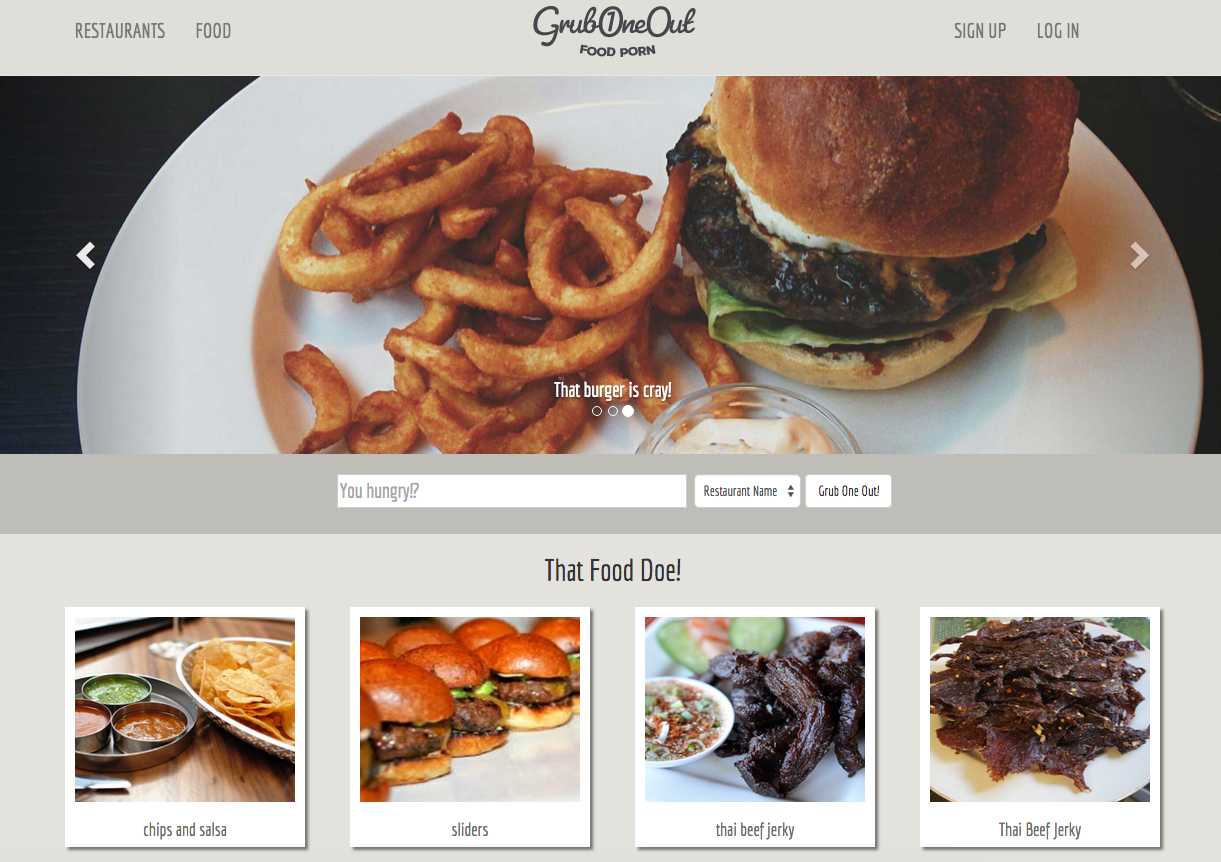 RESTAURANTS FOOD GrubOneOut SIGN UP LOG IN
FOOD PORN
That burger is cray!
You hungry!? Restaurant Name Grub One Out!
That Food Doe!
chips and salsa sliders thai beef jerky Thai Beef Jerky